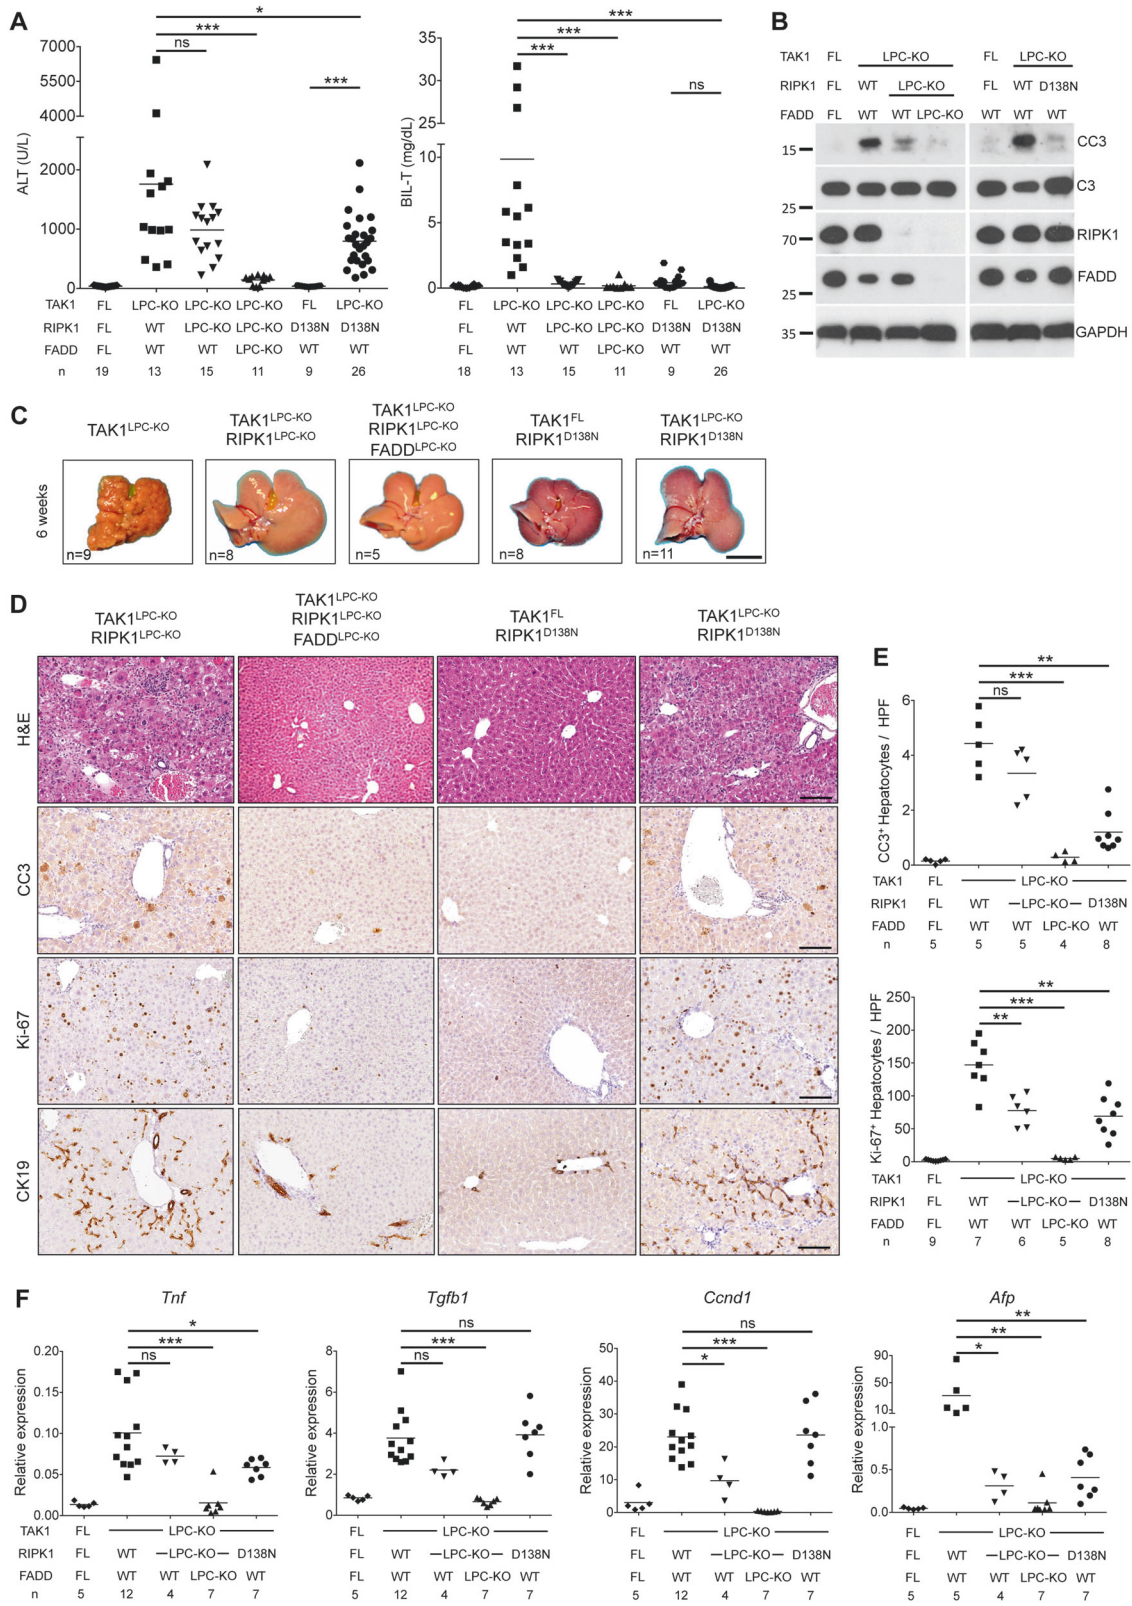 A
*
***
ns
***
7000
6000
5000
4000
3000
2000
1000
0
ALT (U/L)
TAK1 FL LPC-KO LPC-KO LPC-KO FL LPC-KO
RIPK1 FL WT LPC-KO LPC-KO D138N D138N
FADD FL WT WT LPC-KO WT WT
n 19 13 15 11 9 26
***
***
***
ns
35
30
25
10
5
0
BIL-T (mg/dL)
FL LPC-KO LPC-KO LPC-KO FL LPC-KO
FL WT LPC-KO LPC-KO D138N D138N
FL WT WT LPC-KO WT WT
18 13 15 11 9 26
B
TAK1 FL LPC-KO FL LPC-KO
RIPK1 FL WT LPC-KO FL WT D138N
FADD FL WT WT LPC-KO WT WT WT
15 CC3
C3
25
70 RIPK1
FADD
25
35 GAPDH
C
TAK1LPC-KO
TAK1LPC-KO
RIPK1LPC-KO
TAK1LPC-KO
RIPK1LPC-KO
FADDLPC-KO
TAK1FL
RIPK1D138N
TAK1LPC-KO
RIPK1D138N
6 weeks
n=9 n=8 n=5 n=8 n=11
D
TAK1LPC-KO
RIPK1LPC-KO
TAK1LPC-KO
RIPK1LPC-KO
FADDLPC-KO
TAK1FL
RIPK1D138N
TAK1LPC-KO
RIPK1D138N
H&E
CC3
Ki-67
CK19
E
**
***
ns
6
4
2
0
CC3+ Hepatocytes / HPF
TAK1 FL LPC-KO
RIPK1 FL WT LPC-KO D138N
FADD FL WT WT LPC-KO WT
n 5 5 5 4 8
**
***
**
250
200
150
100
50
0
Ki-67+ Hepatocytes / HPF
TAK1 FL LPC-KO
RIPK1 FL WT LPC-KO D138N
FADD FL WT WT LPC-KO WT
n 9 7 6 5 8
F
Tnf
*
***
ns
0.20
0.15
0.10
0.05
0.00
Relative expression
TAK1 FL LPC-KO
RIPK1 FL WT LPC-KO D138N
FADD FL WT WT LPC-KO WT
n 5 12 4 7 7
Tgfb1
ns
***
ns
8
6
4
2
0
Relative expression
FL LPC-KO
FL WT LPC-KO D138N
FL WT WT LPC-KO WT
5 12 4 7 7
Ccnd1
ns
***
*
50
40
30
20
10
0
Relative expression
FL LPC-KO
FL WT LPC-KO D138N
FL WT WT LPC-KO WT
5 12 4 7 7
Afp
**
**
*
90
50
10
1.0
0.5
0.0
Relative expression
FL LPC-KO
FL WT LPC-KO D138N
FL WT WT LPC-KO WT
5 5 4 7 7